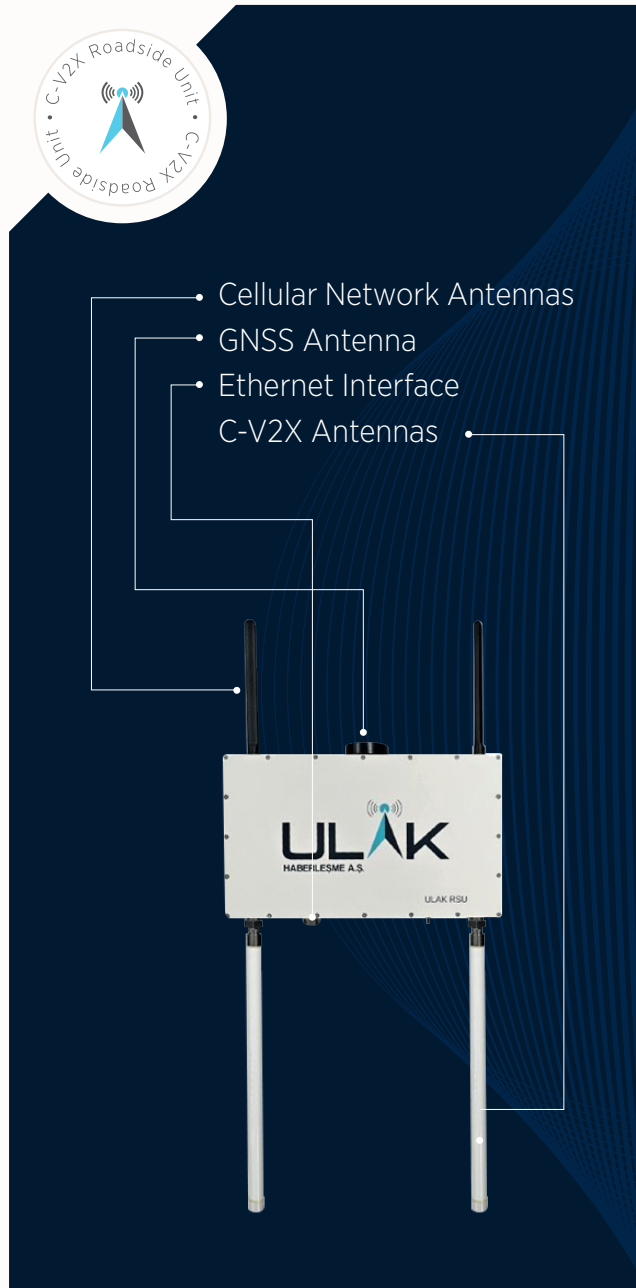 C-V2X Roadside Unit • C-V2X Roadside Unit •
Cellular Network Antennas
GNSS Antenna
Ethernet Interface
C-V2X Antennas
ULAK
HABERLEŞME A.Ş.
ULAK RSU